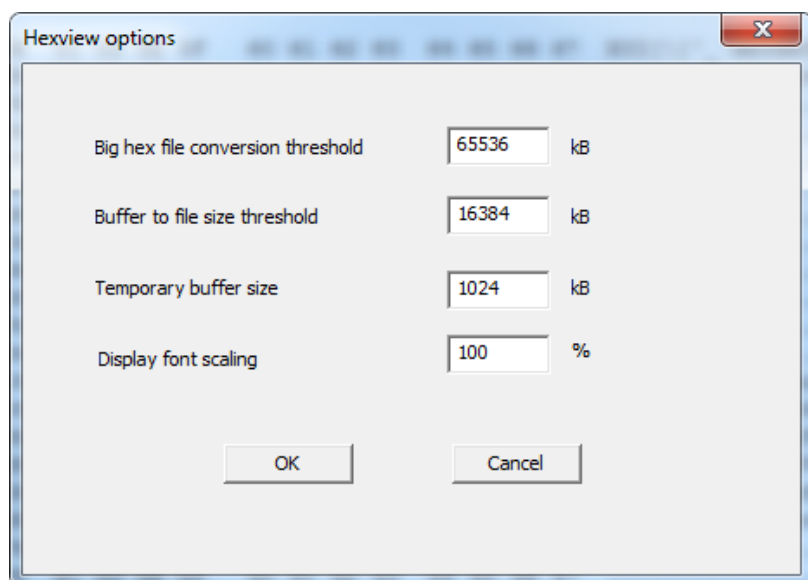 Hexview options
Big hex file conversion threshold 65536 kB
Buffer to file size threshold 16384 kB
Temporary buffer size 1024 kB
Display font scaling 100 %
OK Cancel